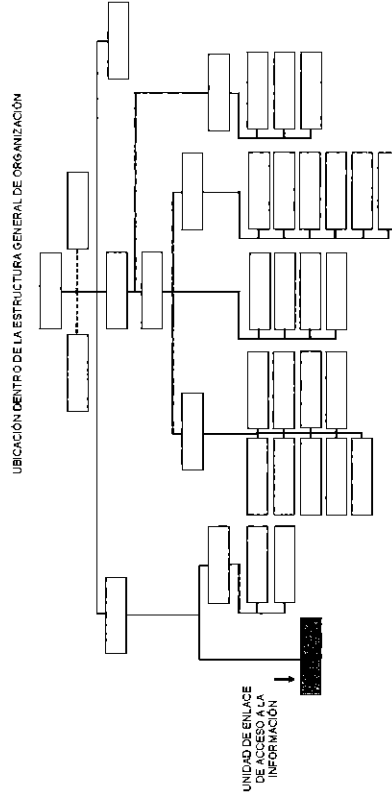 UBICACIÓN DENTRO DE LA ESTRUCTURA GENERAL DE ORGANIZACIÓN
UNIDAD DE ENLACE
DE ACCESO A LA
INFORMACIÓN